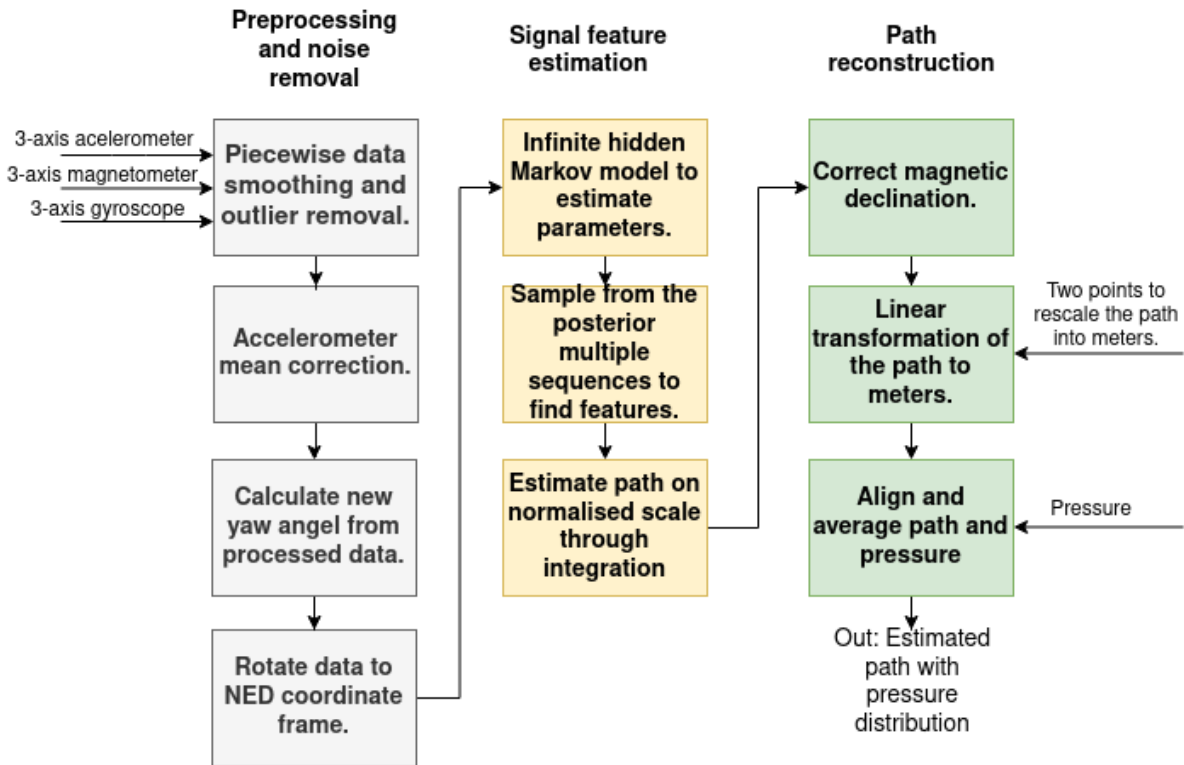 Preprocessing
and noise
removal
3-axis acelerometer
3-axis magnetometer
3-axis gyroscope
Piecewise data
smoothing and
outlier removal.
Accelerometer
mean correction.
Calculate new
yaw angel from
processed data.
Rotate data to
NED coordinate
frame.
Signal feature
estimation
Infinite hidden
Markov model to
estimate
parameters.
Sample from the
posterior
multiple
sequences to
find features.
Estimate path on
normalised scale
through
integration
Path
reconstruction
Correct magnetic
declination.
Linear
transformation of
the path to
meters.
Two points to
rescale the path
into meters.
Align and
average path and
pressure
Pressure
Out: Estimated
path with
pressure
distribution